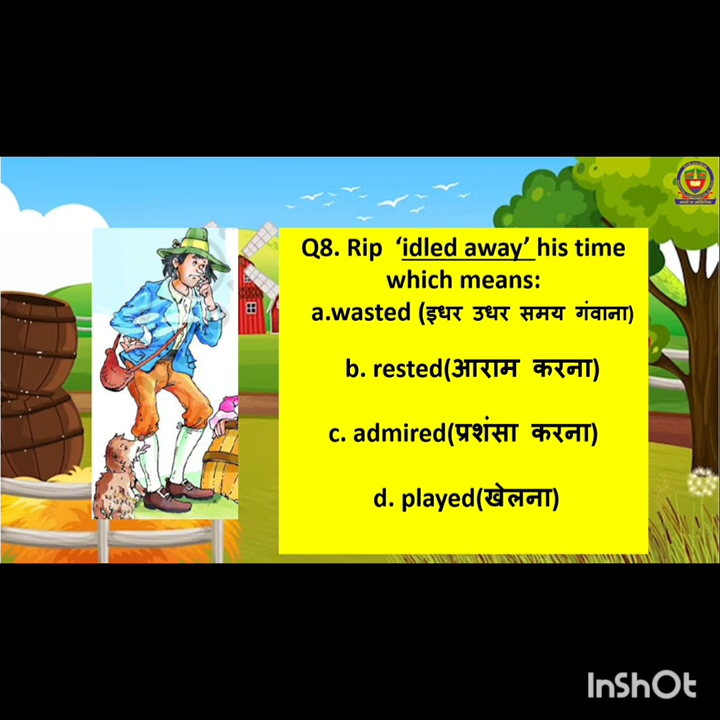 Q8. Rip ‘idled away’ his time
which means:
a.wasted (इधर उधर समय गंवाना)
b. rested(आराम करना)
c. admired(प्रशंसा करना)
d. played(खेलना)
InShOt